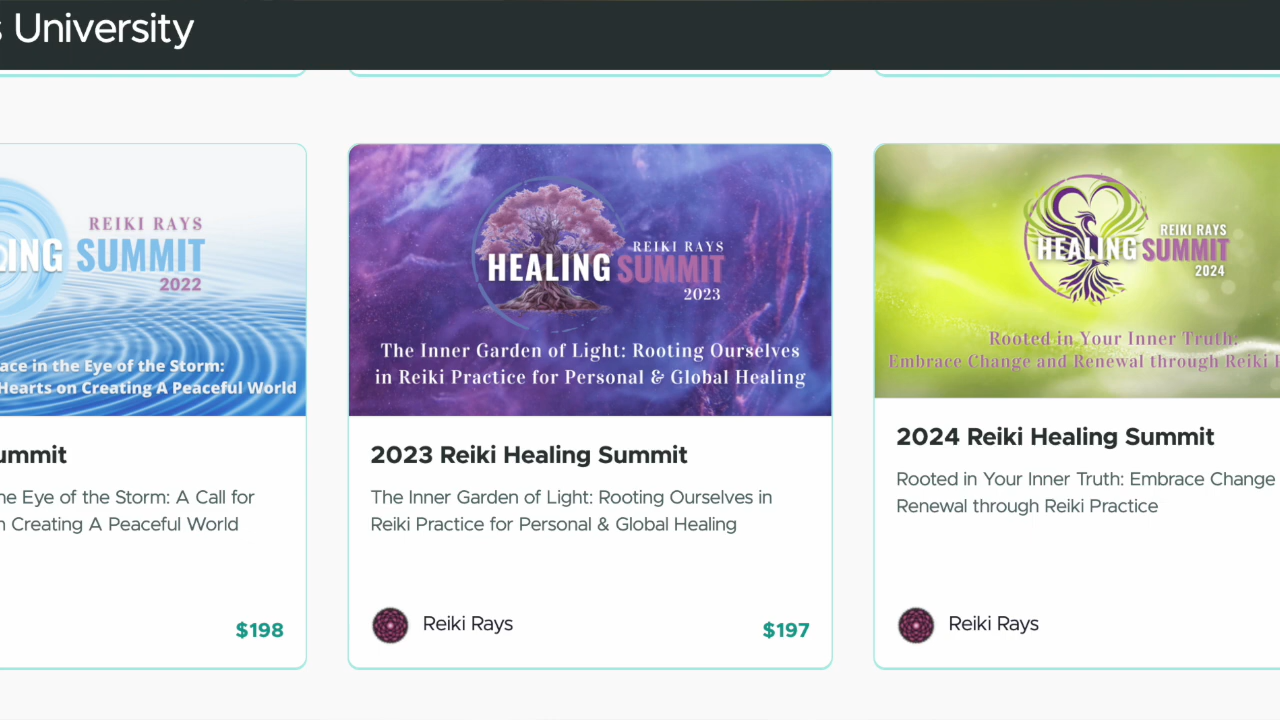 s University
REIKI RAYS
ING SUMMIT
2022
ace in the Eye of the Storm:
Hearts on Creating A Peaceful World
ummit
he Eye of the Storm: A Call for
n Creating A Peaceful World
$198
REIKI RAYS
HEALING SUMMIT
2023
The Inner Garden of Light: Rooting Ourselves
in Reiki Practice for Personal & Global Healing
2023 Reiki Healing Summit
The Inner Garden of Light: Rooting Ourselves in
Reiki Practice for Personal & Global Healing
Reiki Rays
$197
REIKI RAYS
HEALING SUMMIT
2024
Rooted in Your Inner Truth:
Embrace Change and Renewal through Reiki
2024 Reiki Healing Summit
Rooted in Your Inner Truth: Embrace Change
Renewal through Reiki Practice
Reiki Rays